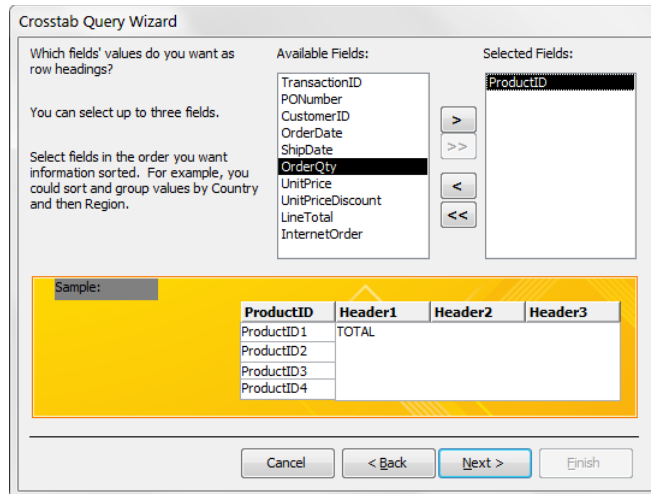 Crosstab Query Wizard
Which fields' values do you want as
row headings?
You can select up to three fields.
Select fields in the order you want
information sorted. For example, you
could sort and group values by Country
and then Region.
Available Fields:
TransactionID
PONumber
CustomerID
OrderDate
ShipDate
OrderQty
UnitPrice
UnitPriceDiscount
LineTotal
InternetOrder
>
>>
<
<<
Selected Fields:
ProductID
Sample:
ProductID Header1 Header2 Header3
ProductID1 TOTAL
ProductID2
ProductID3
ProductID4
Cancel < Back Next > Finish